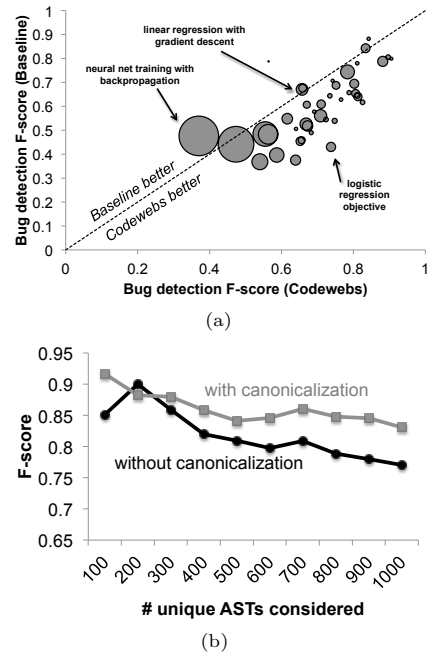 linear regression with
gradient descent
neural net training with
backpropagation
Bug detection F-score (Baseline)
1
0.9
0.8
0.7
0.6
0.5
0.4
0.3
0.2
0.1
0
Baseline better
Codewebs better
logistic
regression
objective
0 0.2 0.4 0.6 0.8 1
Bug detection F-score (Codewebs)
(a)
F-score
0.95
0.9
0.85
0.8
0.75
0.7
0.65
with canonicalization
without canonicalization
100 200 300 400 500 600 700 800 900 1000
# unique ASTs considered
(b)